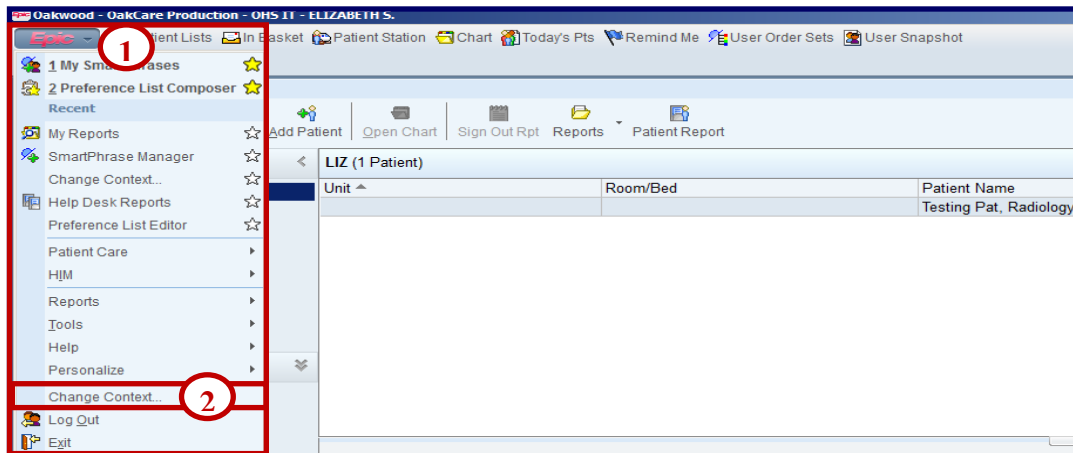 Oakwood - OakCare Production - OHS IT - ELIZABETH S.
Epic 1 Patient Lists In Basket Patient Station Chart Today's Pts Remind Me User Order Sets User Snapshot
1 My SmartPhrases
2 Preference List Composer
Recent
My Reports
SmartPhrase Manager
Change Context...
Help Desk Reports
Preference List Editor
Patient Care
HIM
Reports
Tools
Help
Personalize
Change Context... 2
Log Out
Exit
Add Patient Open Chart Sign Out Rpt Reports Patient Report
LIZ (1 Patient)
Unit Room/Bed Patient Name
Testing Pat, Radiology